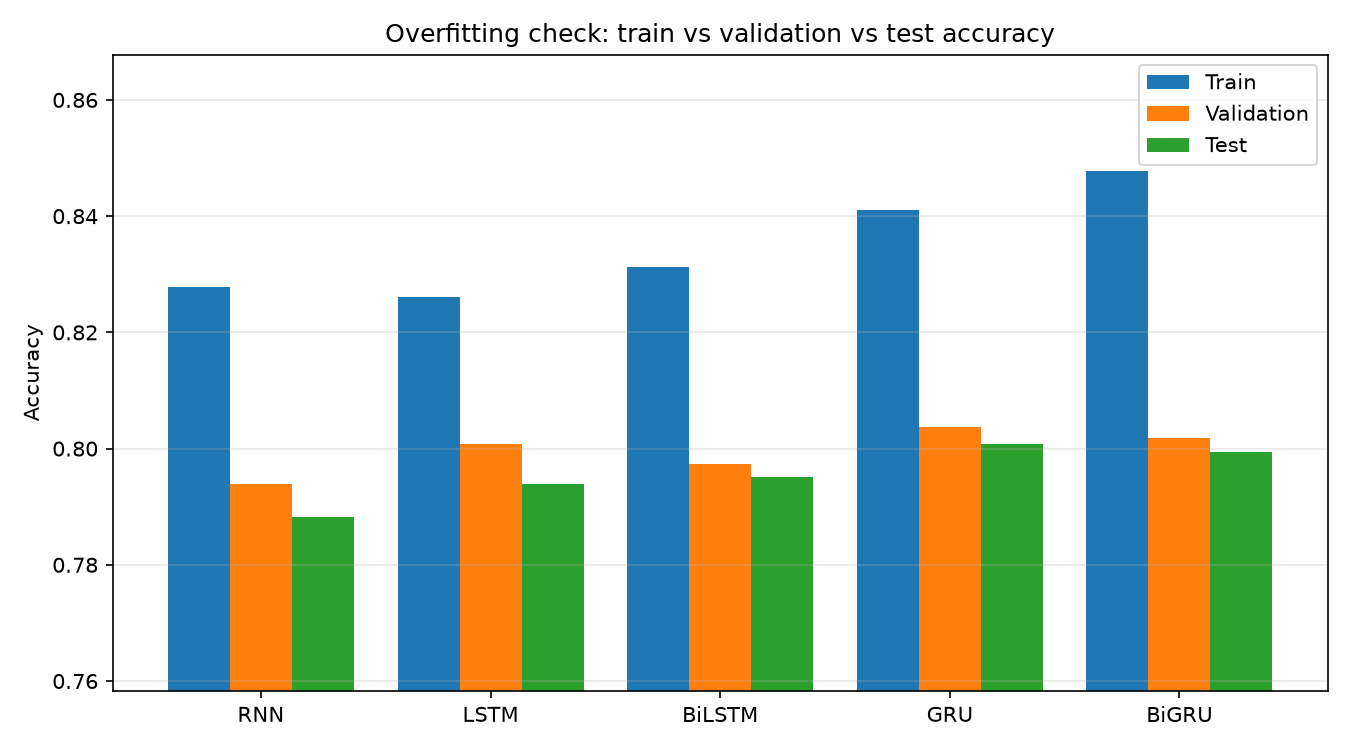 Overfitting check: train vs validation vs test accuracy
Train
Validation
Test
Accuracy
0.86
0.84
0.82
0.80
0.78
0.76
RNN
LSTM
BiLSTM
GRU
BiGRU